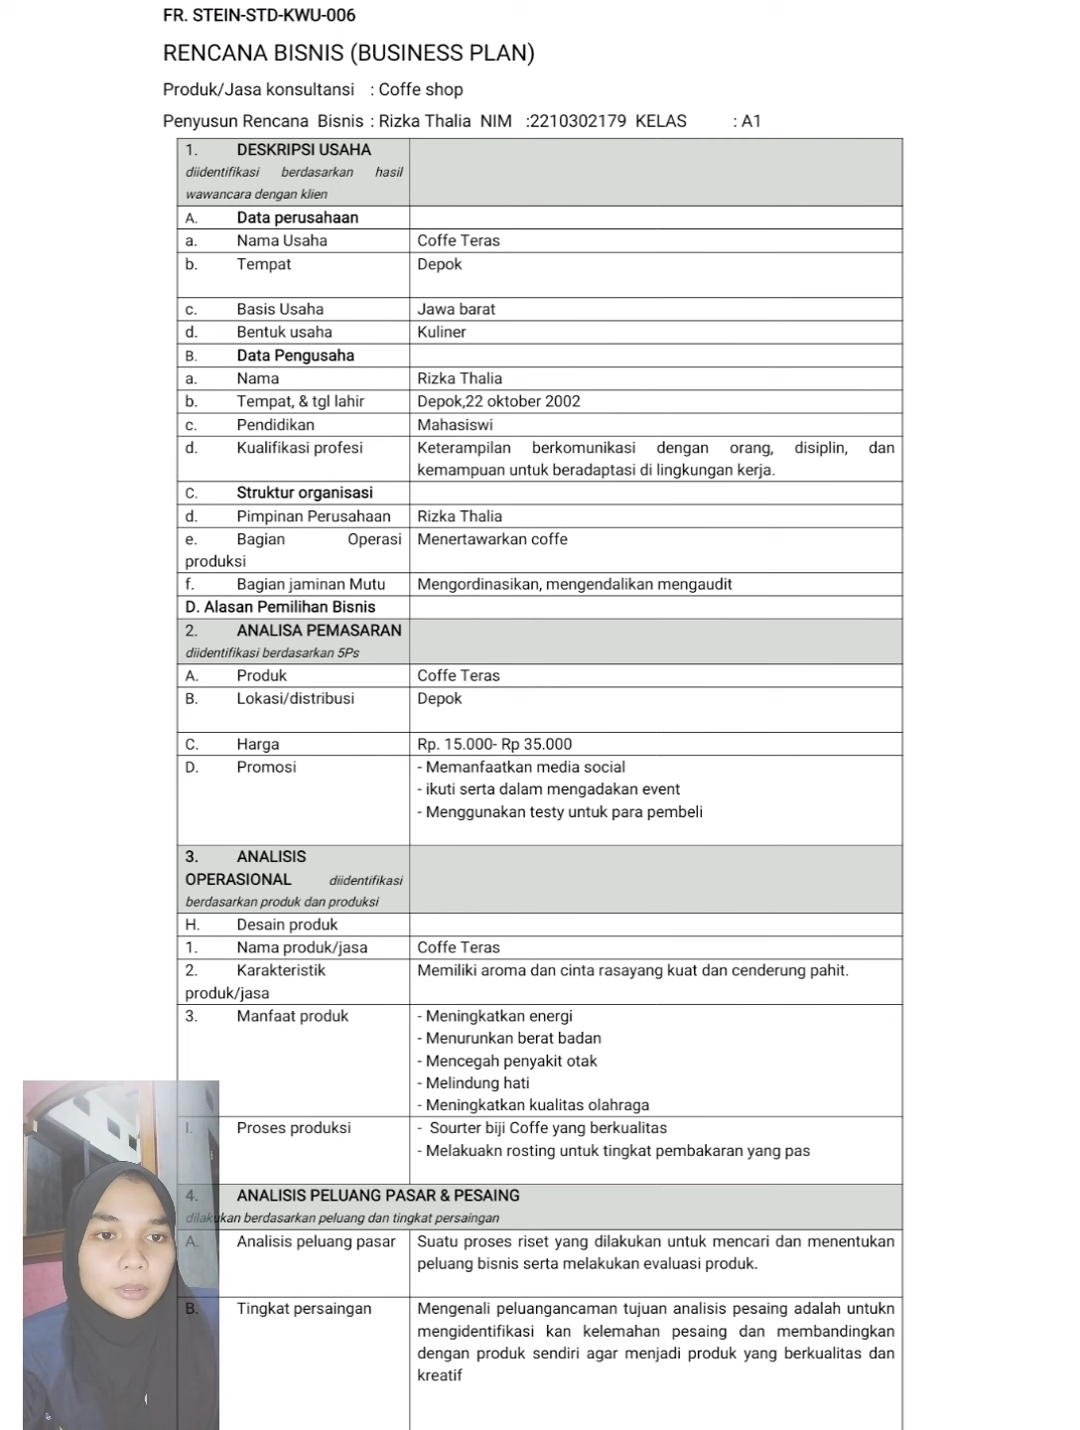 FR. STEIN-STD-KWU-006
RENCANA BISNIS (BUSINESS PLAN)
Produk/Jasa konsultansi : Coffe shop
Penyusun Rencana Bisnis : Rizka Thalia NIM :2210302179 KELAS : A1
1. DESKRIPSI USAHA
diidentifikasi berdasarkan hasil
wawancara dengan klien
A. Data perusahaan
a. Nama Usaha Coffe Teras
b. Tempat Depok
c. Basis Usaha Jawa barat
d. Bentuk usaha Kuliner
B. Data Pengusaha
a. Nama Rizka Thalia
b. Tempat, & tgl lahir Depok,22 oktober 2002
c. Pendidikan Mahasiswi
d. Kualifikasi profesi Keterampilan berkomunikasi dengan orang, disiplin, dan
kemampuan untuk beradaptasi di lingkungan kerja.
C. Struktur organisasi
d. Pimpinan Perusahaan Rizka Thalia
e. Bagian Operasi Menertawarkan coffe
produksi
f. Bagian jaminan Mutu Mengordinasikan, mengendalikan mengaudit
D. Alasan Pemilihan Bisnis
2. ANALISA PEMASARAN
diidentifikasi berdasarkan 5Ps
A. Produk Coffe Teras
B. Lokasi/distribusi Depok
C. Harga Rp. 15.000- Rp 35.000
D. Promosi - Memanfaatkan media social
- ikuti serta dalam mengadakan event
- Menggunakan testy untuk para pembeli
3. ANALISIS
OPERASIONAL diidentifikasi
berdasarkan produk dan produksi
H. Desain produk
1. Nama produk/jasa Coffe Teras
2. Karakteristik Memiliki aroma dan cinta rasayang kuat dan cenderung pahit.
produk/jasa
3. Manfaat produk - Meningkatkan energi
- Menurunkan berat badan
- Mencegah penyakit otak
- Melindung hati
- Meningkatkan kualitas olahraga
I. Proses produksi - Sourter biji Coffe yang berkualitas
- Melakuakn rosting untuk tingkat pembakaran yang pas
4. ANALISIS PELUANG PASAR & PESAING
dilakukan berdasarkan peluang dan tingkat persaingan
A. Analisis peluang pasar Suatu proses riset yang dilakukan untuk mencari dan menentukan
peluang bisnis serta melakukan evaluasi produk.
B. Tingkat persaingan Mengenali peluangancaman tujuan analisis pesaing adalah untukn
mengidentifikasi kan kelemahan pesaing dan membandingkan
dengan produk sendiri agar menjadi produk yang berkualitas dan
kreatif